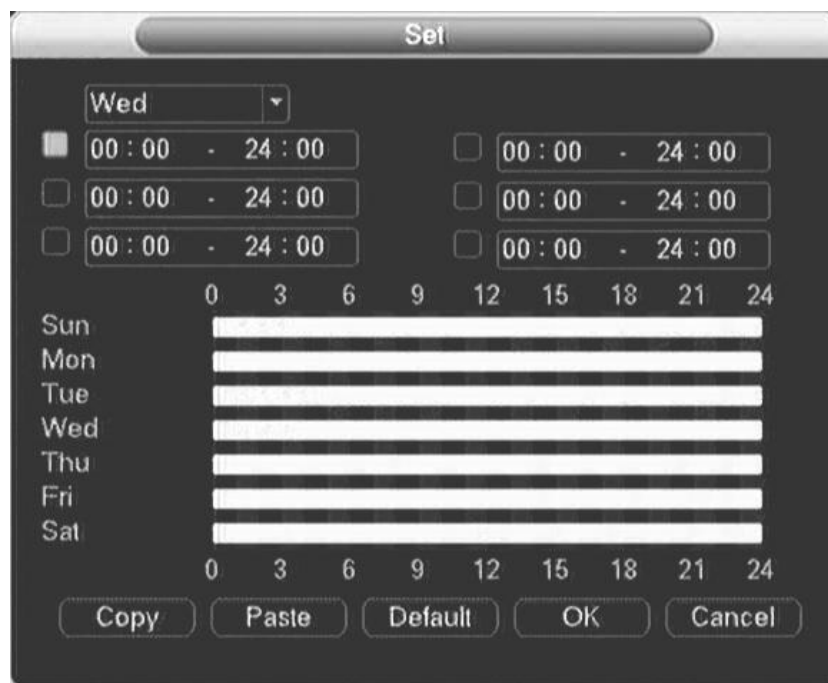 Set
Wed
00 : 00 - 24 : 00 00 : 00 - 24 : 00
00 : 00 - 24 : 00 00 : 00 - 24 : 00
00 : 00 - 24 : 00 00 : 00 - 24 : 00
0 3 6 9 12 15 18 21 24
Sun
Mon
Tue
Wed
Thu
Fri
Sat
0 3 6 9 12 15 18 21 24
Copy Paste Default OK Cancel